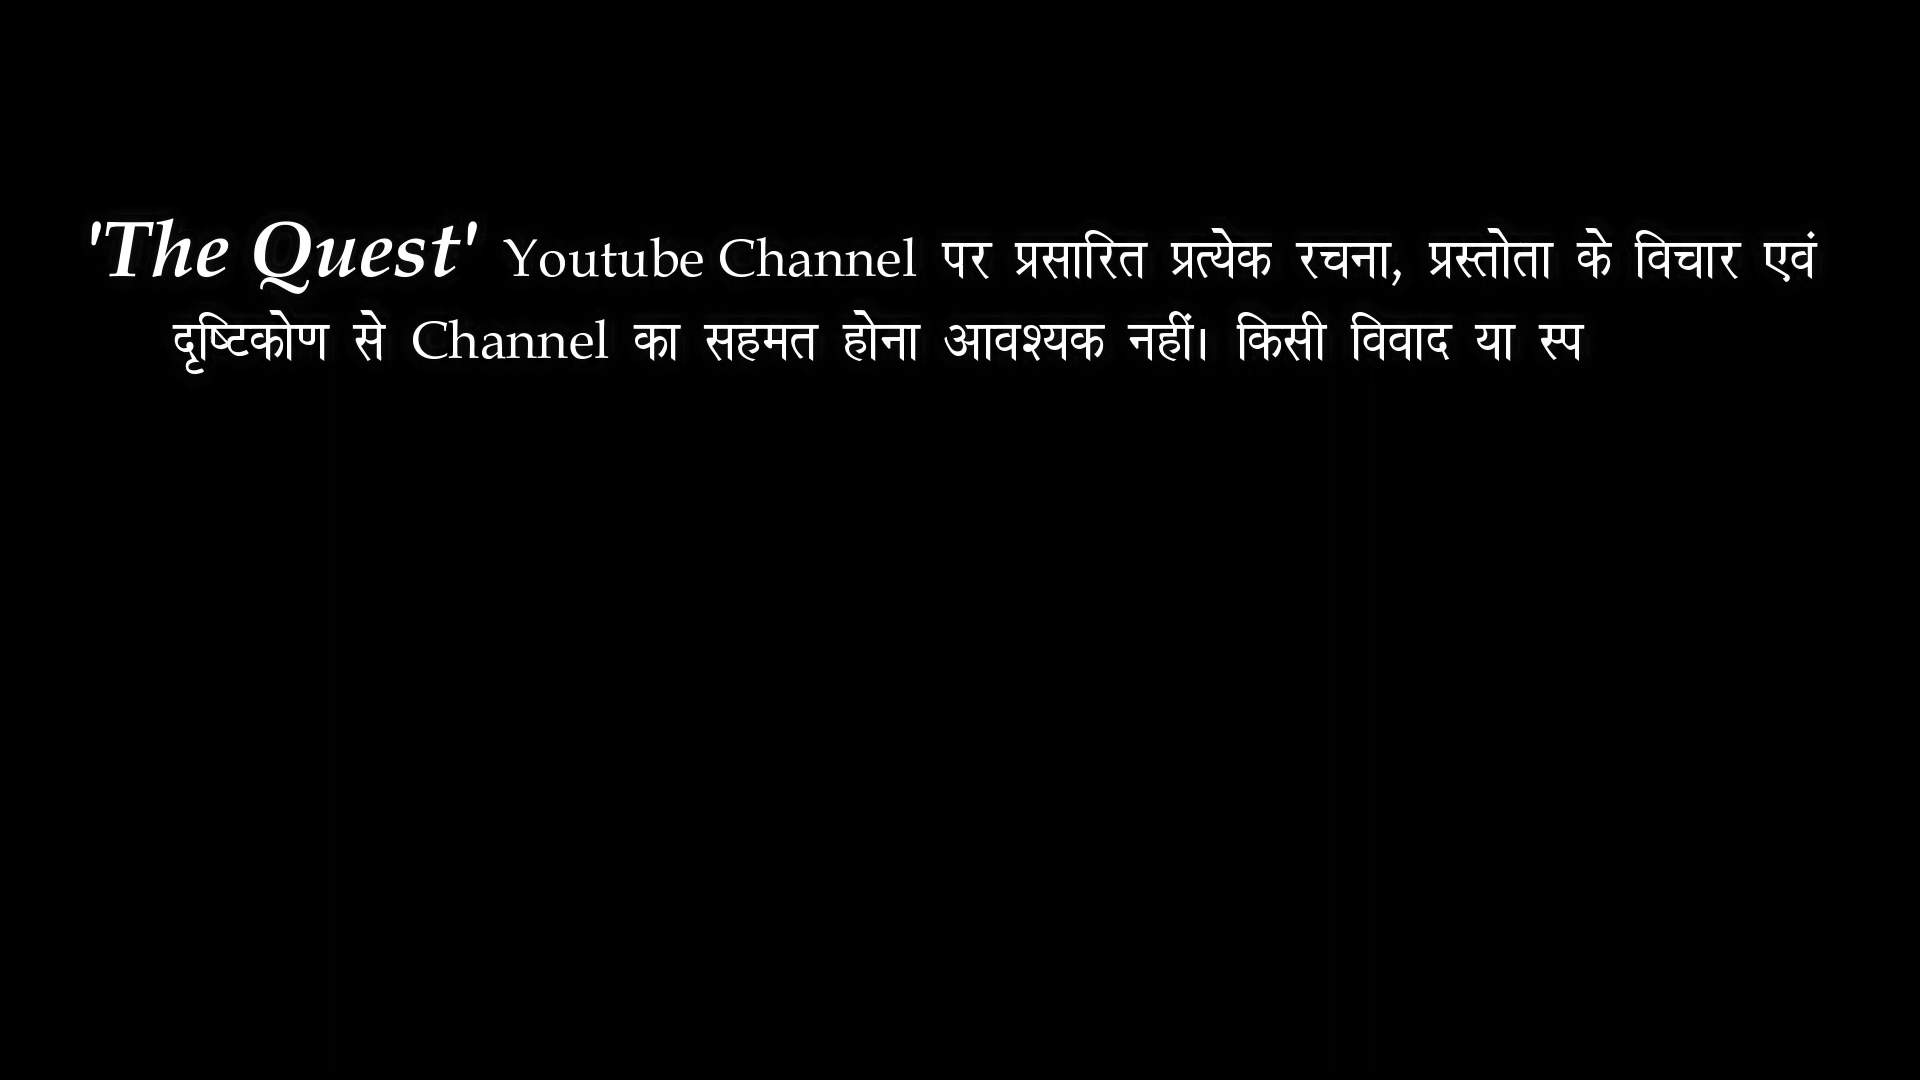 'The Quest' Youtube Channel पर प्रसारित प्रत्येक रचना, प्रस्तोता के विचार एवं
दृष्टिकोण से Channel का सहमत होना आवश्यक नहीं। किसी विवाद या स्प